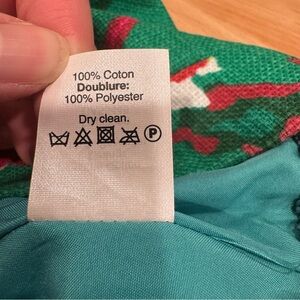 100% Coton
Doublure:
100% Polyester
Dry clean.
P